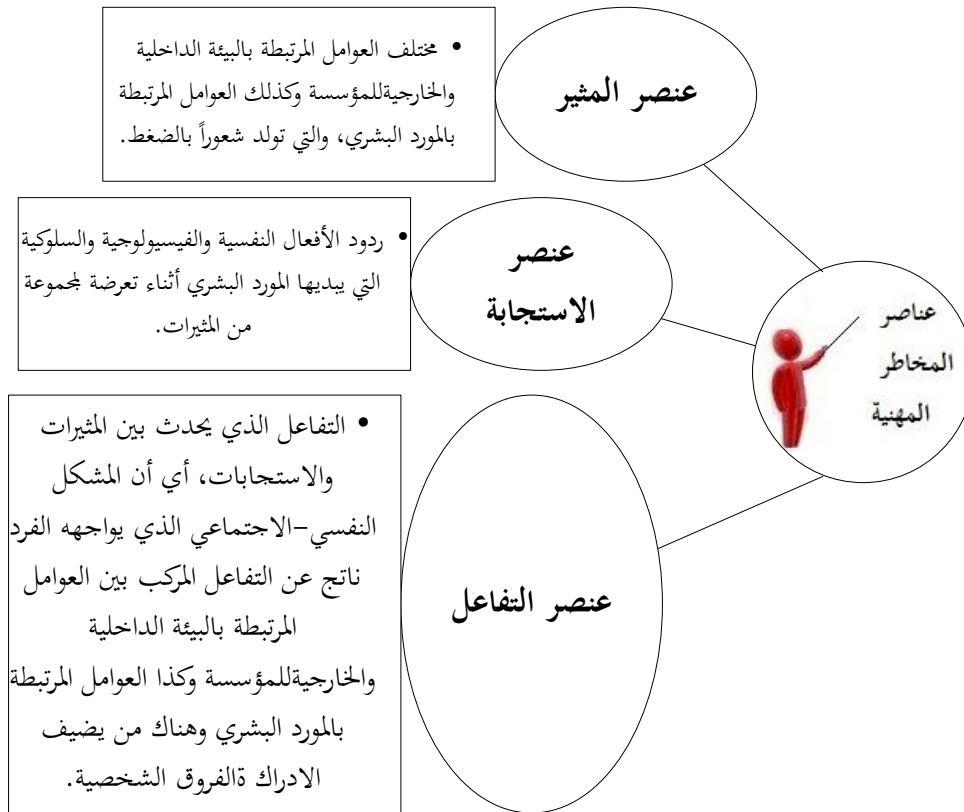 عناصر
المخاطر
المهنية
عنصر المثير
• مختلف العوامل المرتبطة بالبيئة الداخلية
والخارجيةللمؤسسة وكذلك العوامل المرتبطة
بالمورد البشري، والتي تولد شعوراً بالضغط.
عنصر
الاستجابة
• ردود الأفعال النفسية والفيسيولوجية والسلوكية
التي يبديها المورد البشري أثناء تعرضة لمجموعة
من المثيرات.
عنصر التفاعل
• التفاعل الذي يحدث بين المثيرات
والاستجابات، أي أن المشكل
النفسي-الاجتماعي الذي يواجهه الفرد
ناتج عن التفاعل المركب بين العوامل
المرتبطة بالبيئة الداخلية
والخارجيةللمؤسسة وكذا العوامل المرتبطة
بالمورد البشري وهناك من يضيف
الادراك ةالفروق الشخصية.